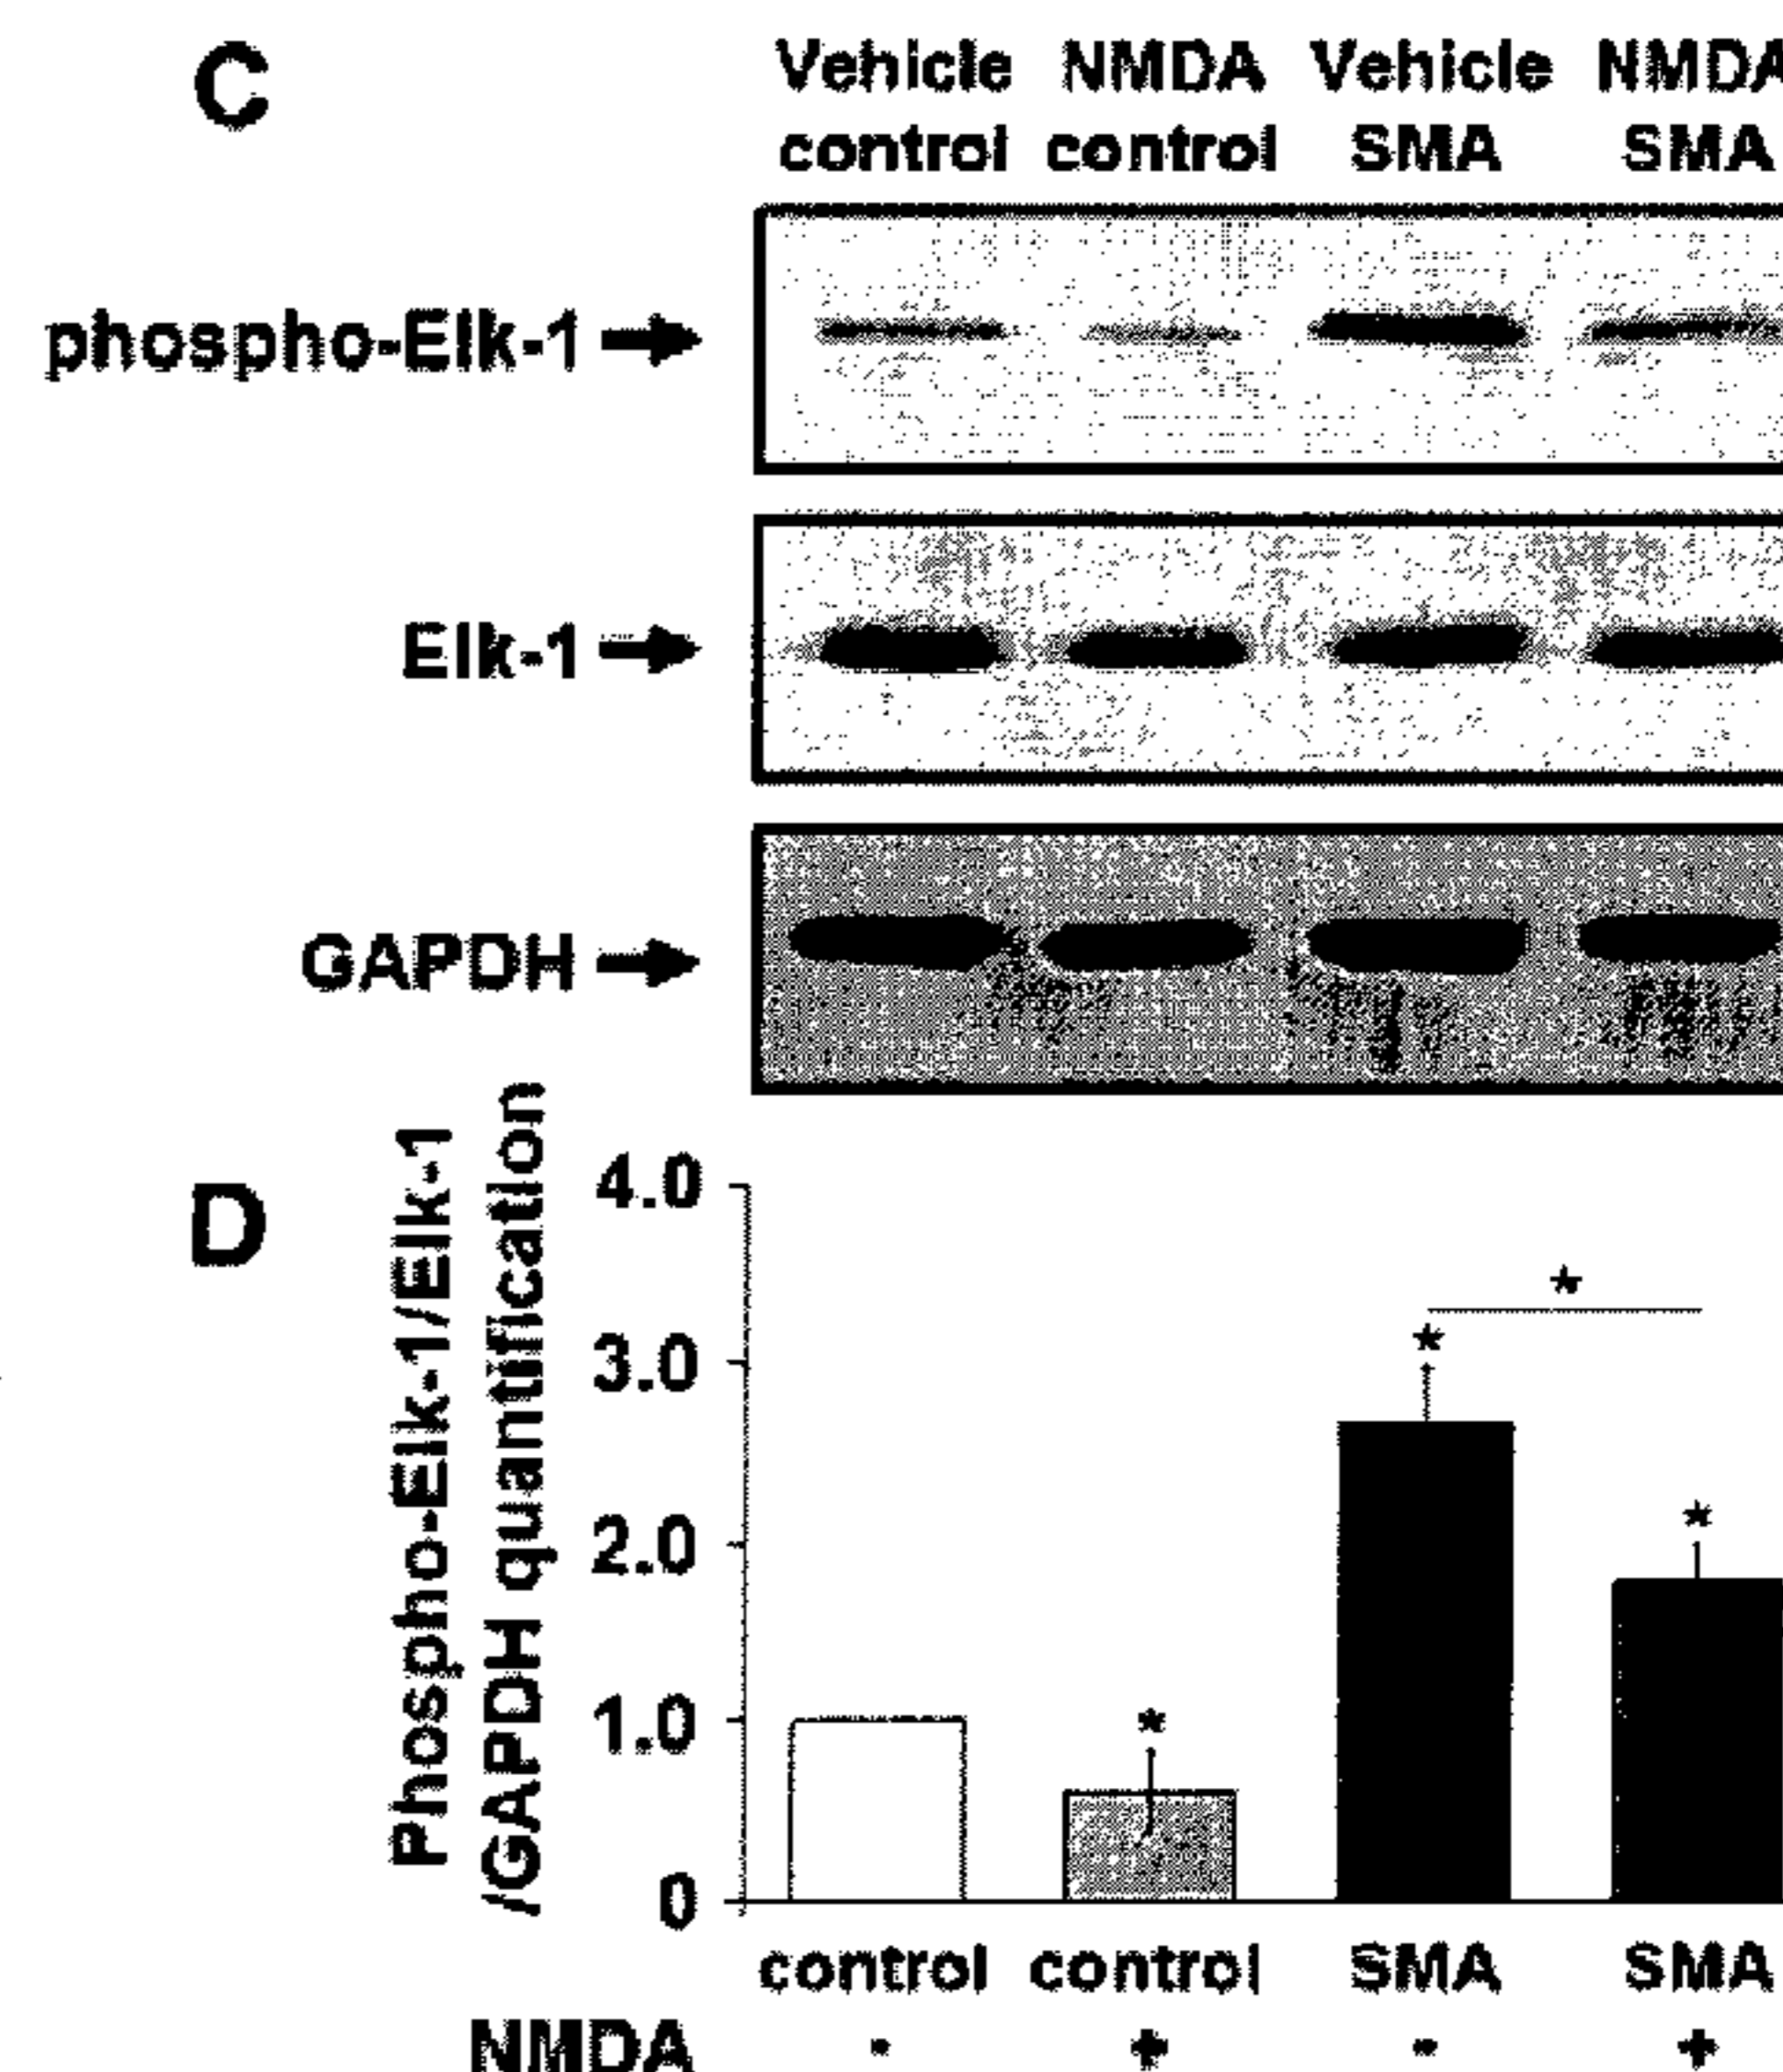 C
Vehicle NMDA Vehicle NMDA
control control SMA SMA
phospho-Elk-1
Elk-1
GAPDH
D
Phospho-Elk-1/Elk-1
/GAPDH quantification
4.0
3.0
2.0
1.0
0
*
*
*
*
control control SMA SMA
NMDA - + - +